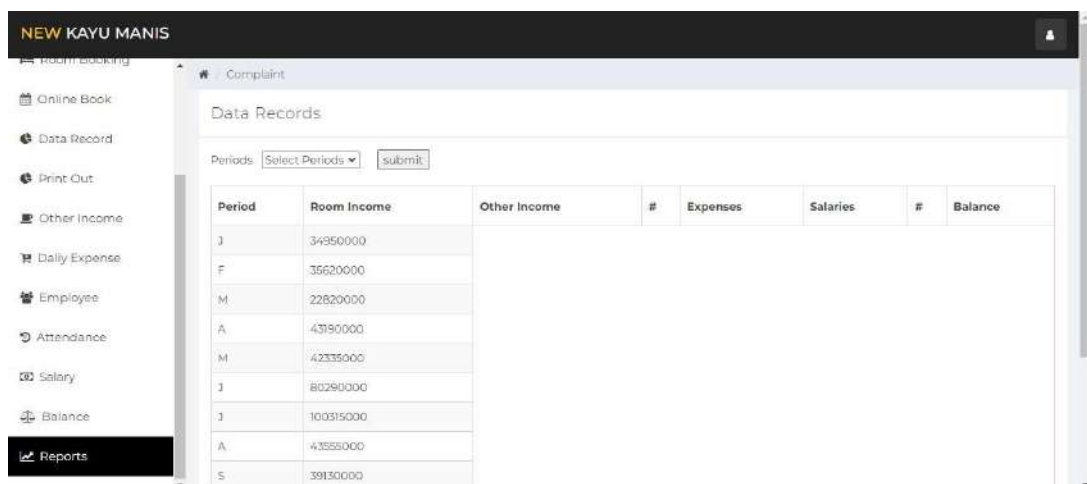 NEW KAYU MANIS
Room Booking
Online Book
Data Record
Print Out
Other Income
Daily Expense
Employee
Attendance
Salary
Balance
Reports
/ Complaint
Data Records
Periods Select Periods submit
Period Room Income Other Income # Expenses Salaries # Balance
J 34950000
F 35620000
M 22820000
A 43190000
M 42335000
J 80290000
J 100315000
A 43555000
S 39130000